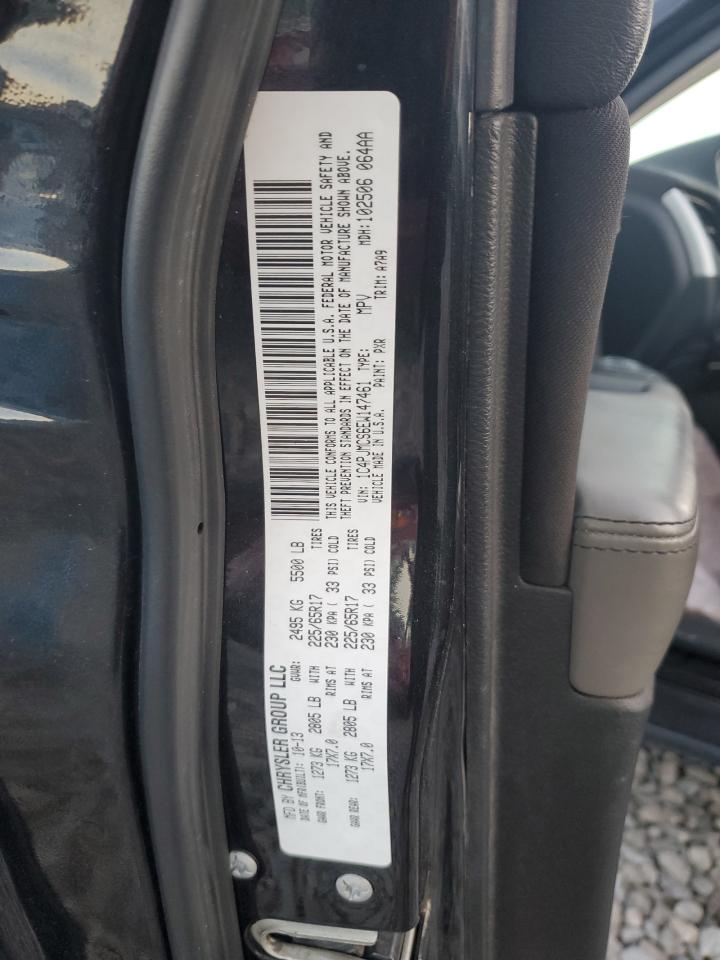 MFD BY CHRYSLER GROUP LLC
DATE OF MFR(BUILT): 10-13 GVWR: 2495 KG 5500 LB
GAWR FRONT: 1273 KG 2805 LB WITH 225/65R17 TIRES
17X7.0 RIMS AT 230 KPA ( 33 PSI) COLD
GAWR REAR: 1273 KG 2805 LB WITH 225/65R17 TIRES
17X7.0 RIMS AT 230 KPA ( 33 PSI) COLD
THIS VEHICLE CONFORMS TO ALL APPLICABLE U.S.A. FEDERAL MOTOR VEHICLE SAFETY AND
THEFT PREVENTION STANDARDS IN EFFECT ON THE DATE OF MANUFACTURE SHOWN ABOVE.
VIN: 1C4PJMCS6EW147461 TYPE: MPV MDH: 102506 064AA
VEHICLE MADE IN U.S.A. PAINT: PXR TRIM: A7A9